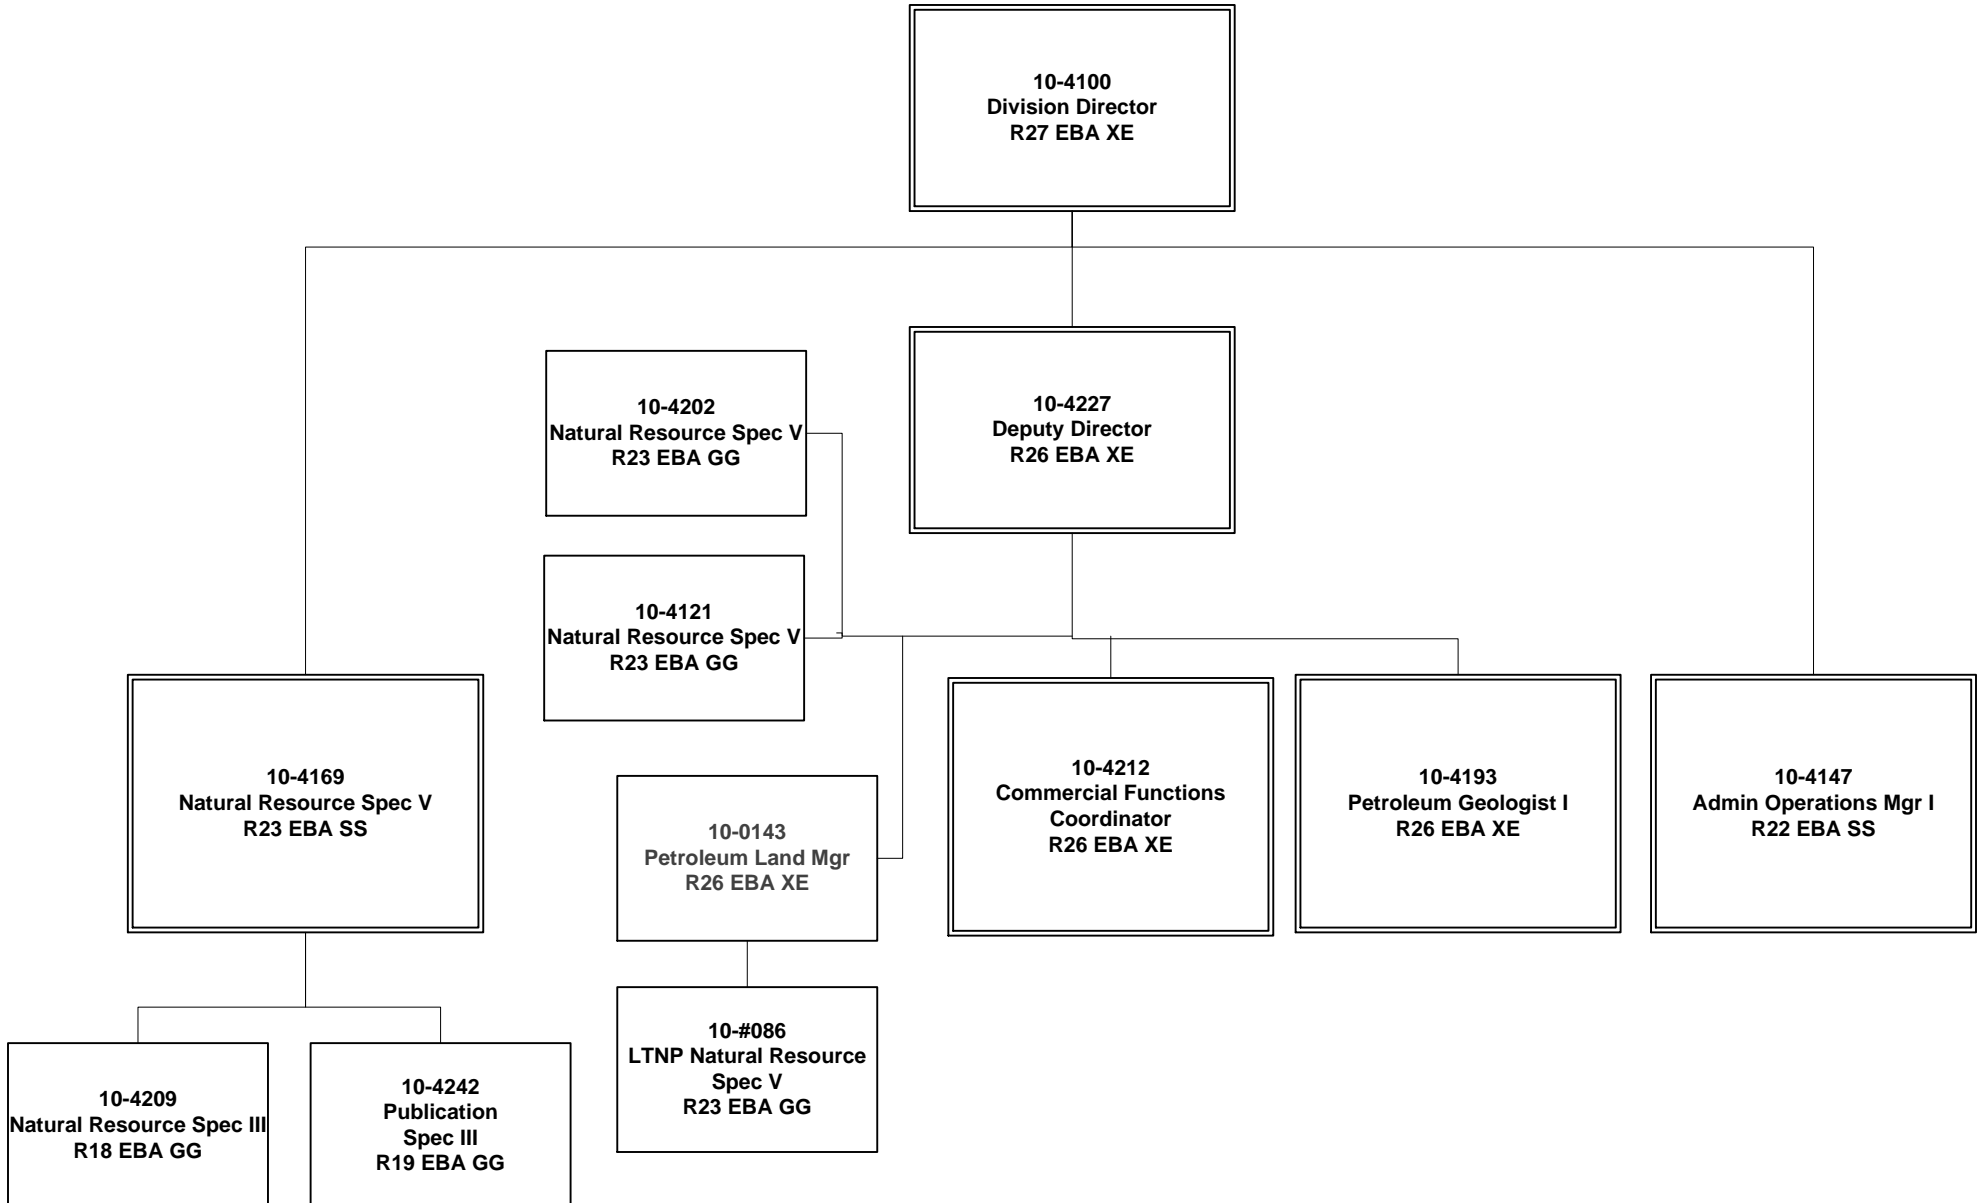 10-4100
Division Director
R27 EBA XE
10-4202
Natural Resource Spec V
R23 EBA GG
10-4227
Deputy Director
R26 EBA XE
10-4121
Natural Resource Spec V
R23 EBA GG
10-4169
Natural Resource Spec V
R23 EBA SS
10-0143
Petroleum Land Mgr
R26 EBA XE
10-4212
Commercial Functions
Coordinator
R26 EBA XE
10-4193
Petroleum Geologist I
R26 EBA XE
10-4147
Admin Operations Mgr I
R22 EBA SS
10-4209
Natural Resource Spec III
R18 EBA GG
10-4242
Publication
Spec III
R19 EBA GG
10-#086
LTNP Natural Resource
Spec V
R23 EBA GG